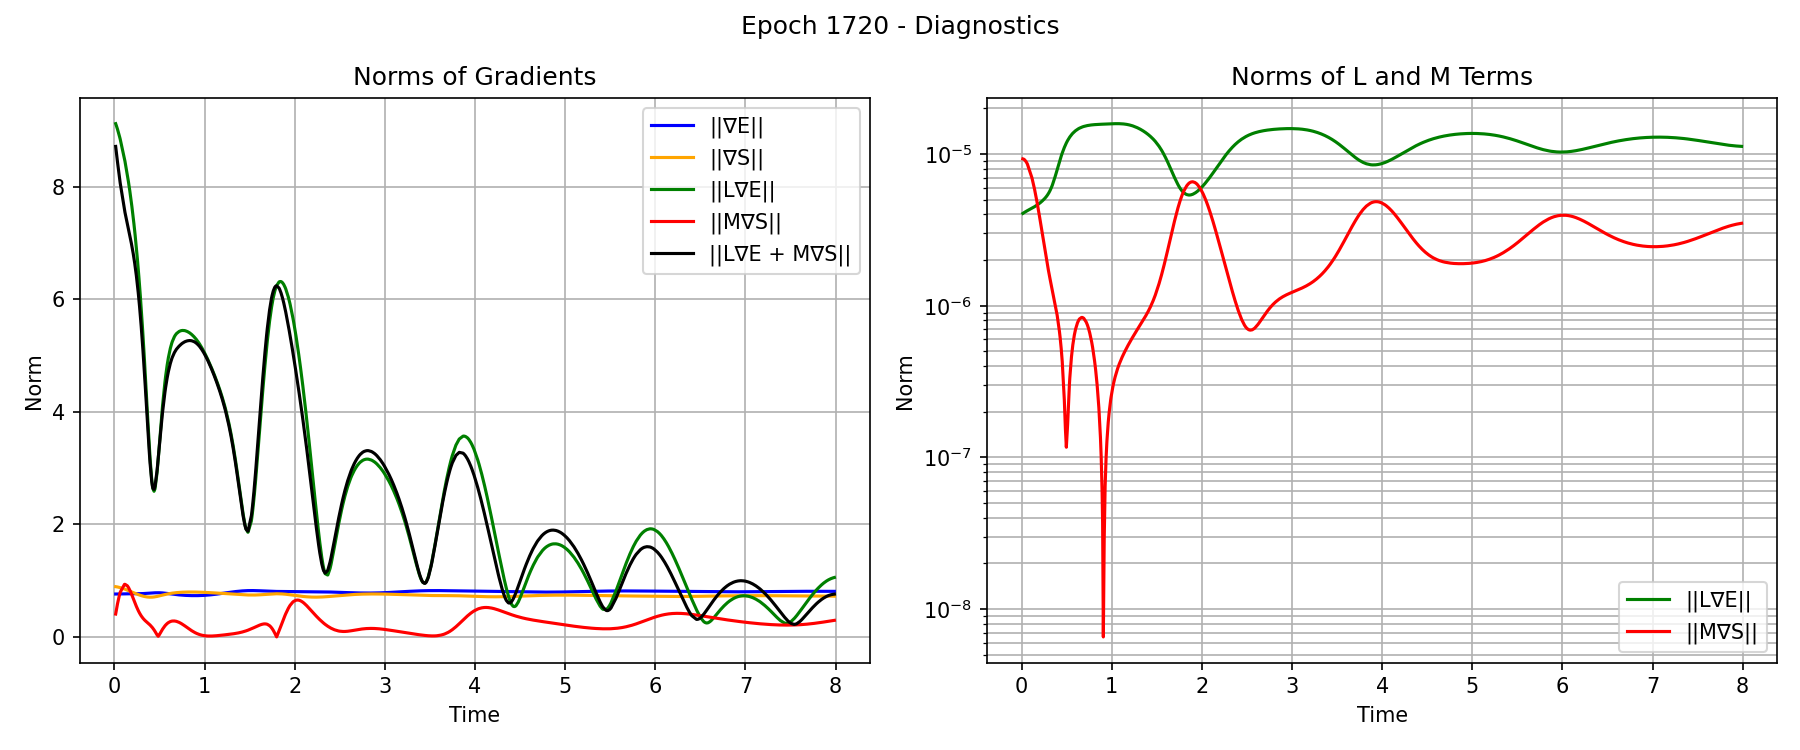 Epoch 1720 - Diagnostics
Norms of Gradients
||∇E||
||∇S||
||L∇E||
||M∇S||
||L∇E + M∇S||
8
6
4
2
0
Norm
0 1 2 3 4 5 6 7 8
Time
Norms of L and M Terms
10⁻⁵
10⁻⁶
10⁻⁷
10⁻⁸
Norm
||L∇E||
||M∇S||
0 1 2 3 4 5 6 7 8
Time